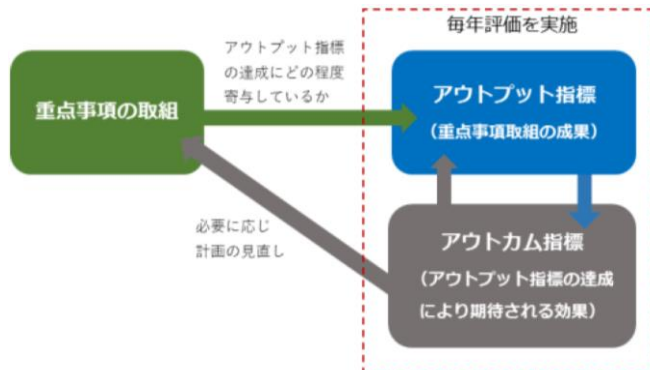 毎年評価を実施
アウトプット指標
の達成にどの程度
寄与しているか
重点事項の取組
アウトプット指標
（重点事項取組の成果）
必要に応じ
計画の見直し
アウトカム指標
（アウトプット指標の達成
により期待される効果）